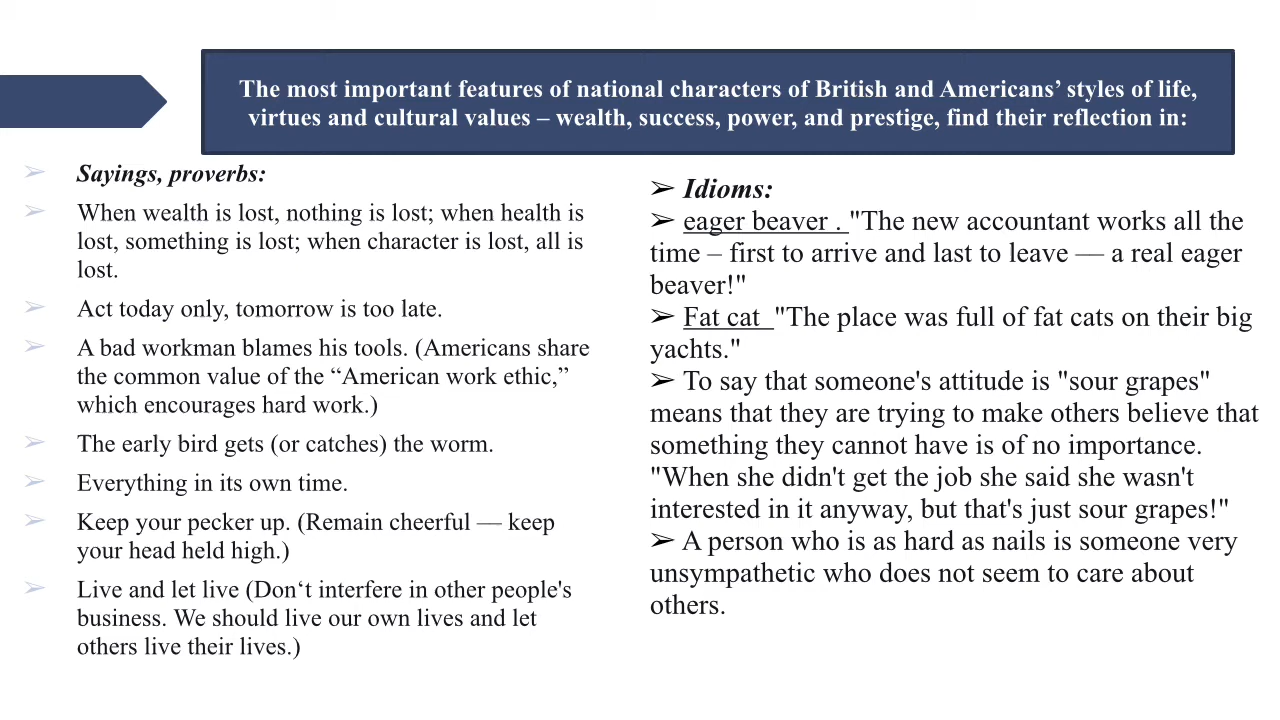 The most important features of national characters of British and Americans’ styles of life,
virtues and cultural values – wealth, success, power, and prestige, find their reflection in:
➢ Sayings, proverbs:
➢ When wealth is lost, nothing is lost; when health is
lost, something is lost; when character is lost, all is
lost.
➢ Act today only, tomorrow is too late.
➢ A bad workman blames his tools. (Americans share
the common value of the “American work ethic,”
which encourages hard work.)
➢ The early bird gets (or catches) the worm.
➢ Everything in its own time.
➢ Keep your pecker up. (Remain cheerful — keep
your head held high.)
➢ Live and let live (Don‘t interfere in other people's
business. We should live our own lives and let
others live their lives.)
➢ Idioms:
➢ eager beaver . "The new accountant works all the
time – first to arrive and last to leave — a real eager
beaver!"
➢ Fat cat "The place was full of fat cats on their big
yachts."
➢ To say that someone's attitude is "sour grapes"
means that they are trying to make others believe that
something they cannot have is of no importance.
"When she didn't get the job she said she wasn't
interested in it anyway, but that's just sour grapes!"
➢ A person who is as hard as nails is someone very
unsympathetic who does not seem to care about
others.